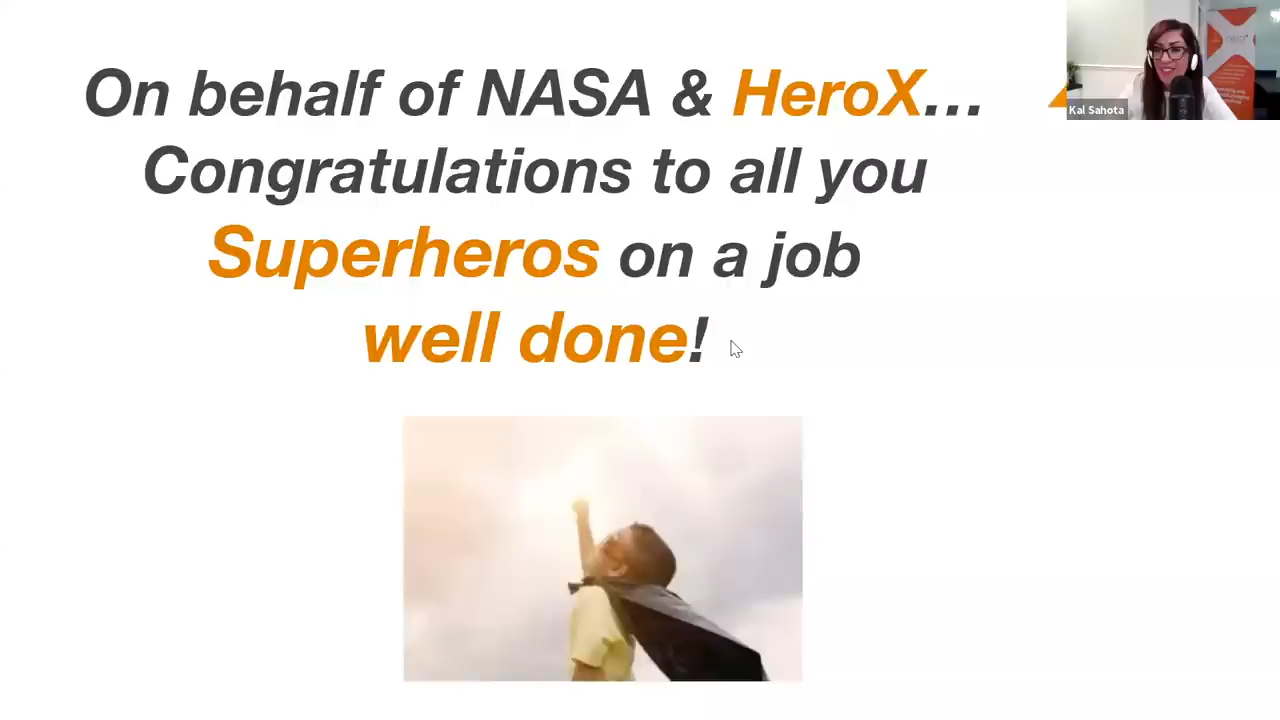 On behalf of NASA & HeroX...
Congratulations to all you
Superheros on a job
well done!
Kal Sahota